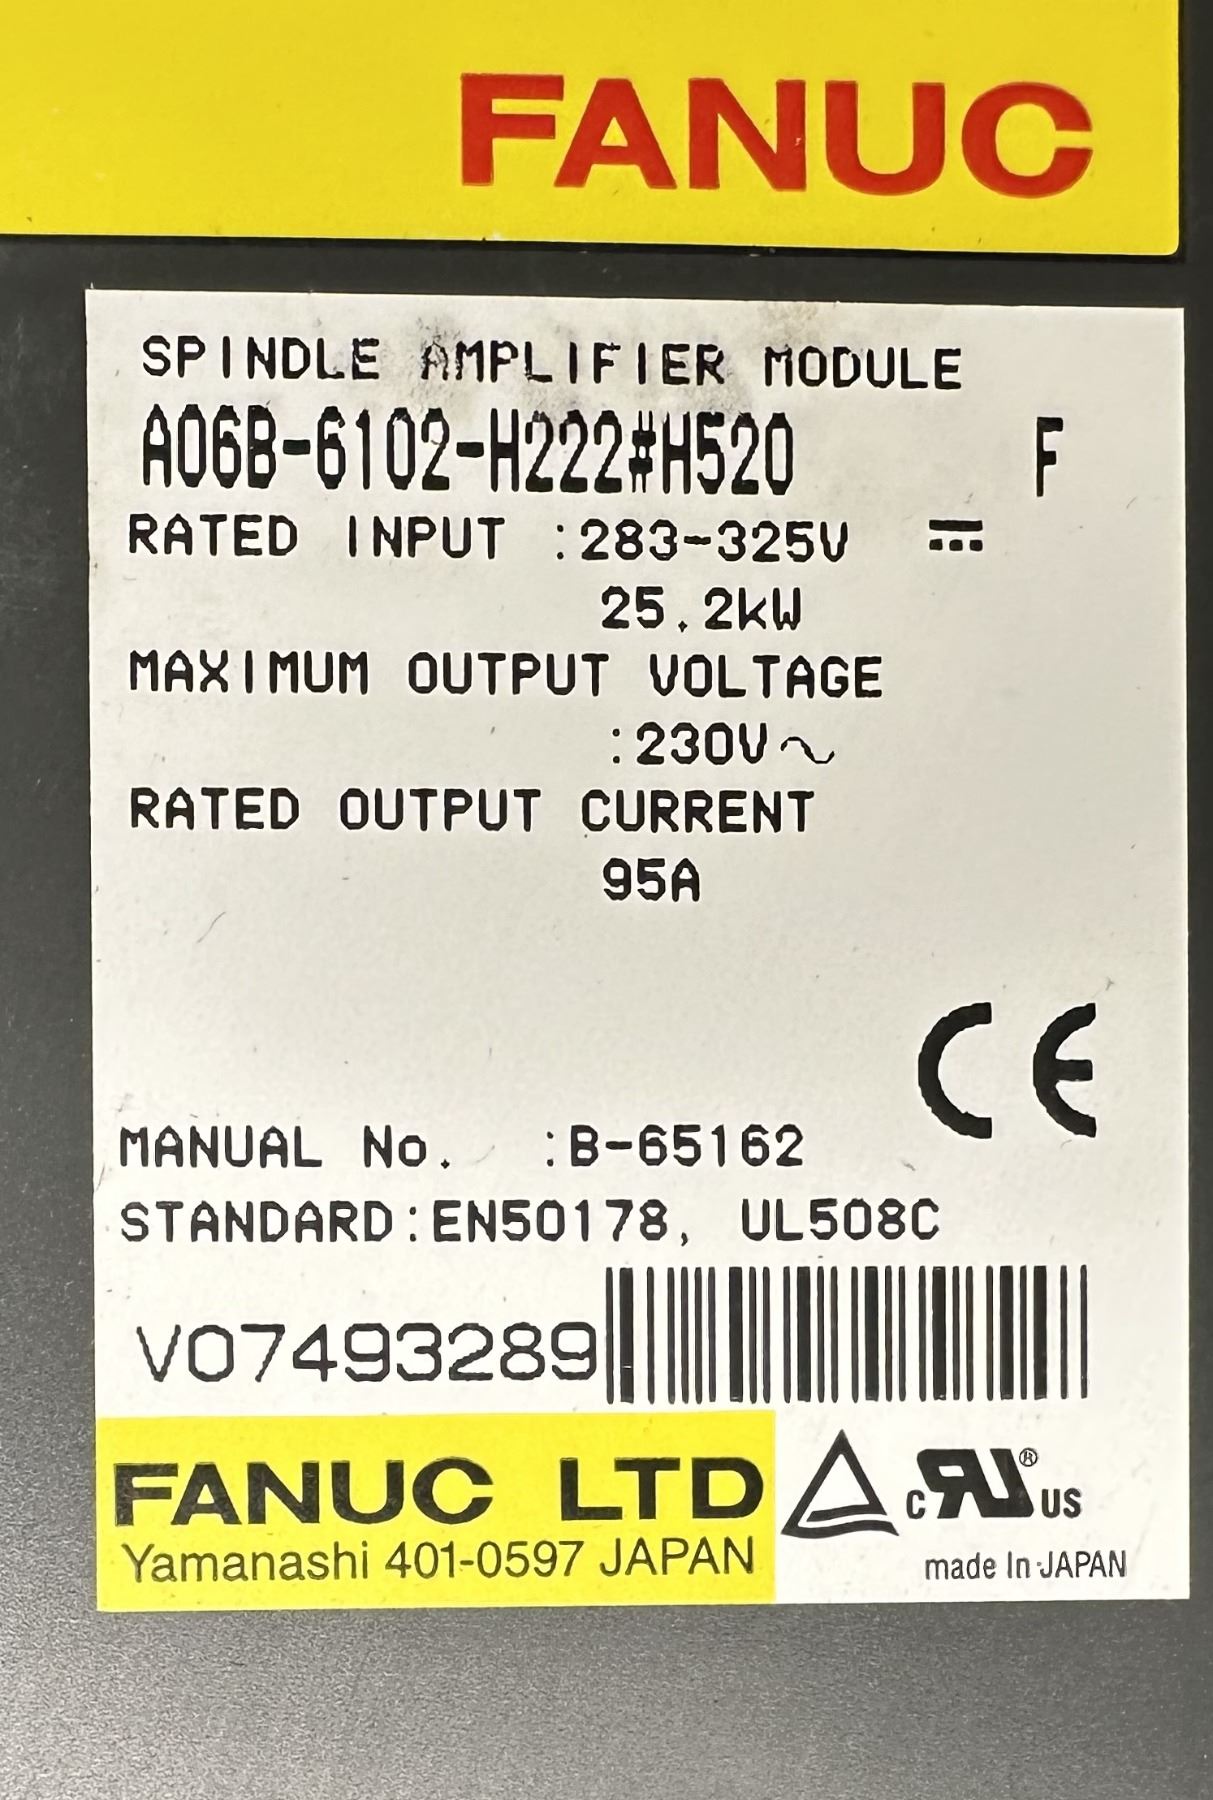 FANUC
SPINDLE AMPLIFIER MODULE
A06B-6102-H222#H520 F
RATED INPUT :283-325V ⎓
25.2kW
MAXIMUM OUTPUT VOLTAGE
:230V～
RATED OUTPUT CURRENT
95A
CE
MANUAL No. :B-65162
STANDARD:EN50178, UL508C
V07493289
FANUC LTD
Yamanashi 401-0597 JAPAN
c RU ® US
made In JAPAN